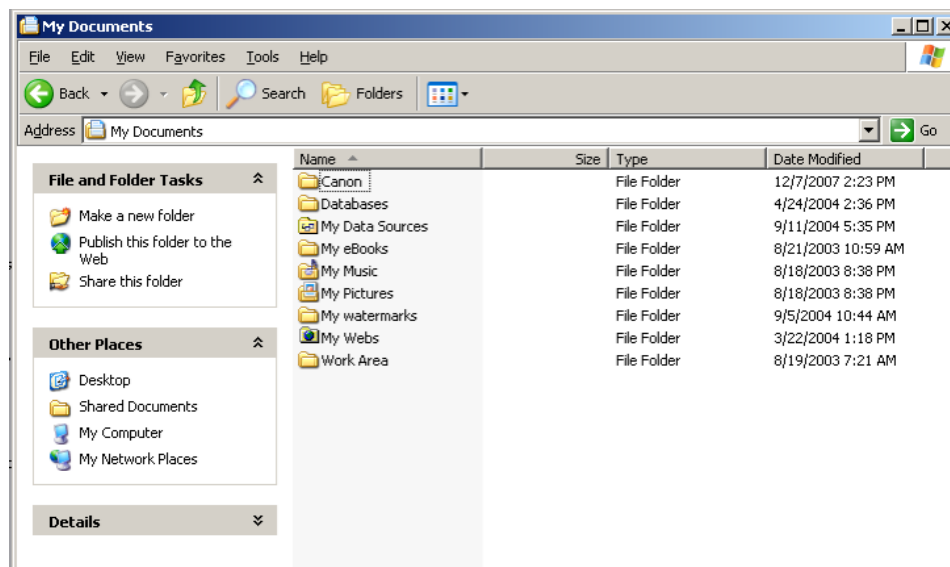 My Documents
File Edit View Favorites Tools Help
Back Search Folders
Address My Documents Go
File and Folder Tasks
Make a new folder
Publish this folder to the
Web
Share this folder
Other Places
Desktop
Shared Documents
My Computer
My Network Places
Details
Name Size Type Date Modified
Canon File Folder 12/7/2007 2:23 PM
Databases File Folder 4/24/2004 2:36 PM
My Data Sources File Folder 9/11/2004 5:35 PM
My eBooks File Folder 8/21/2003 10:59 AM
My Music File Folder 8/18/2003 8:38 PM
My Pictures File Folder 8/18/2003 8:38 PM
My watermarks File Folder 9/5/2004 10:44 AM
My Webs File Folder 3/22/2004 1:18 PM
Work Area File Folder 8/19/2003 7:21 AM